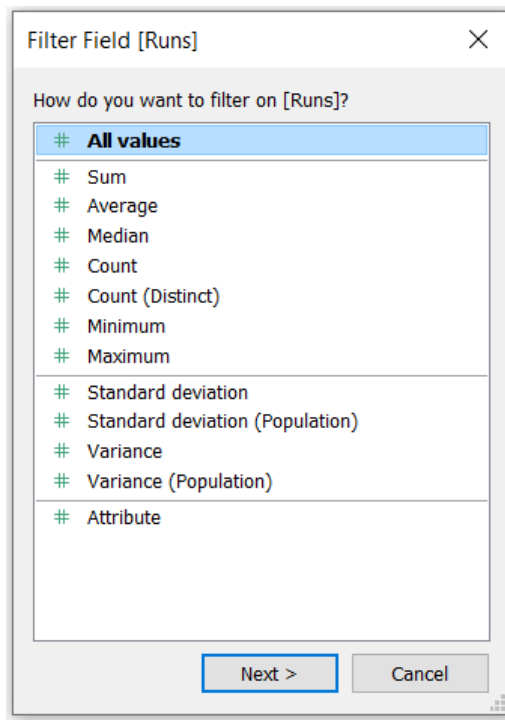 Filter Field [Runs]
How do you want to filter on [Runs]?
# All values
# Sum
# Average
# Median
# Count
# Count (Distinct)
# Minimum
# Maximum
# Standard deviation
# Standard deviation (Population)
# Variance
# Variance (Population)
# Attribute
Next > Cancel